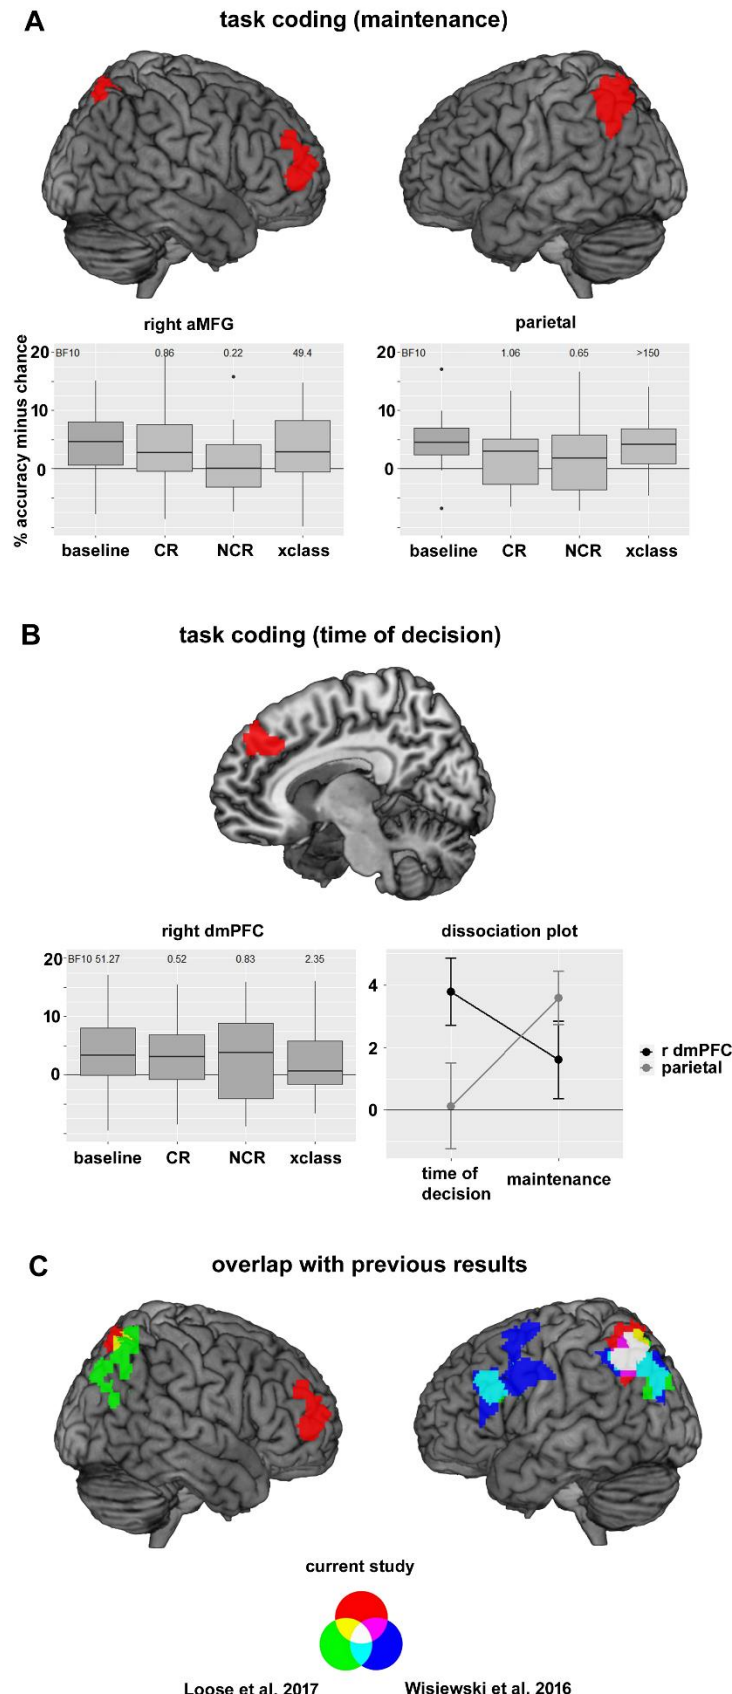 A task coding (maintenance)
right aMFG
parietal
% accuracy minus chance
20 BF10 0.86 0.22 49.4
10
0
baseline CR NCR xclass
20 BF10 1.06 0.65 >150
10
0
baseline CR NCR xclass
B task coding (time of decision)
right dmPFC
dissociation plot
20 BF10 51.27 0.52 0.83 2.35
10
0
baseline CR NCR xclass
4
2
0
time of
decision
maintenance
r dmPFC
parietal
C overlap with previous results
current study
Loose et al. 2017
Wisiewski et al. 2016